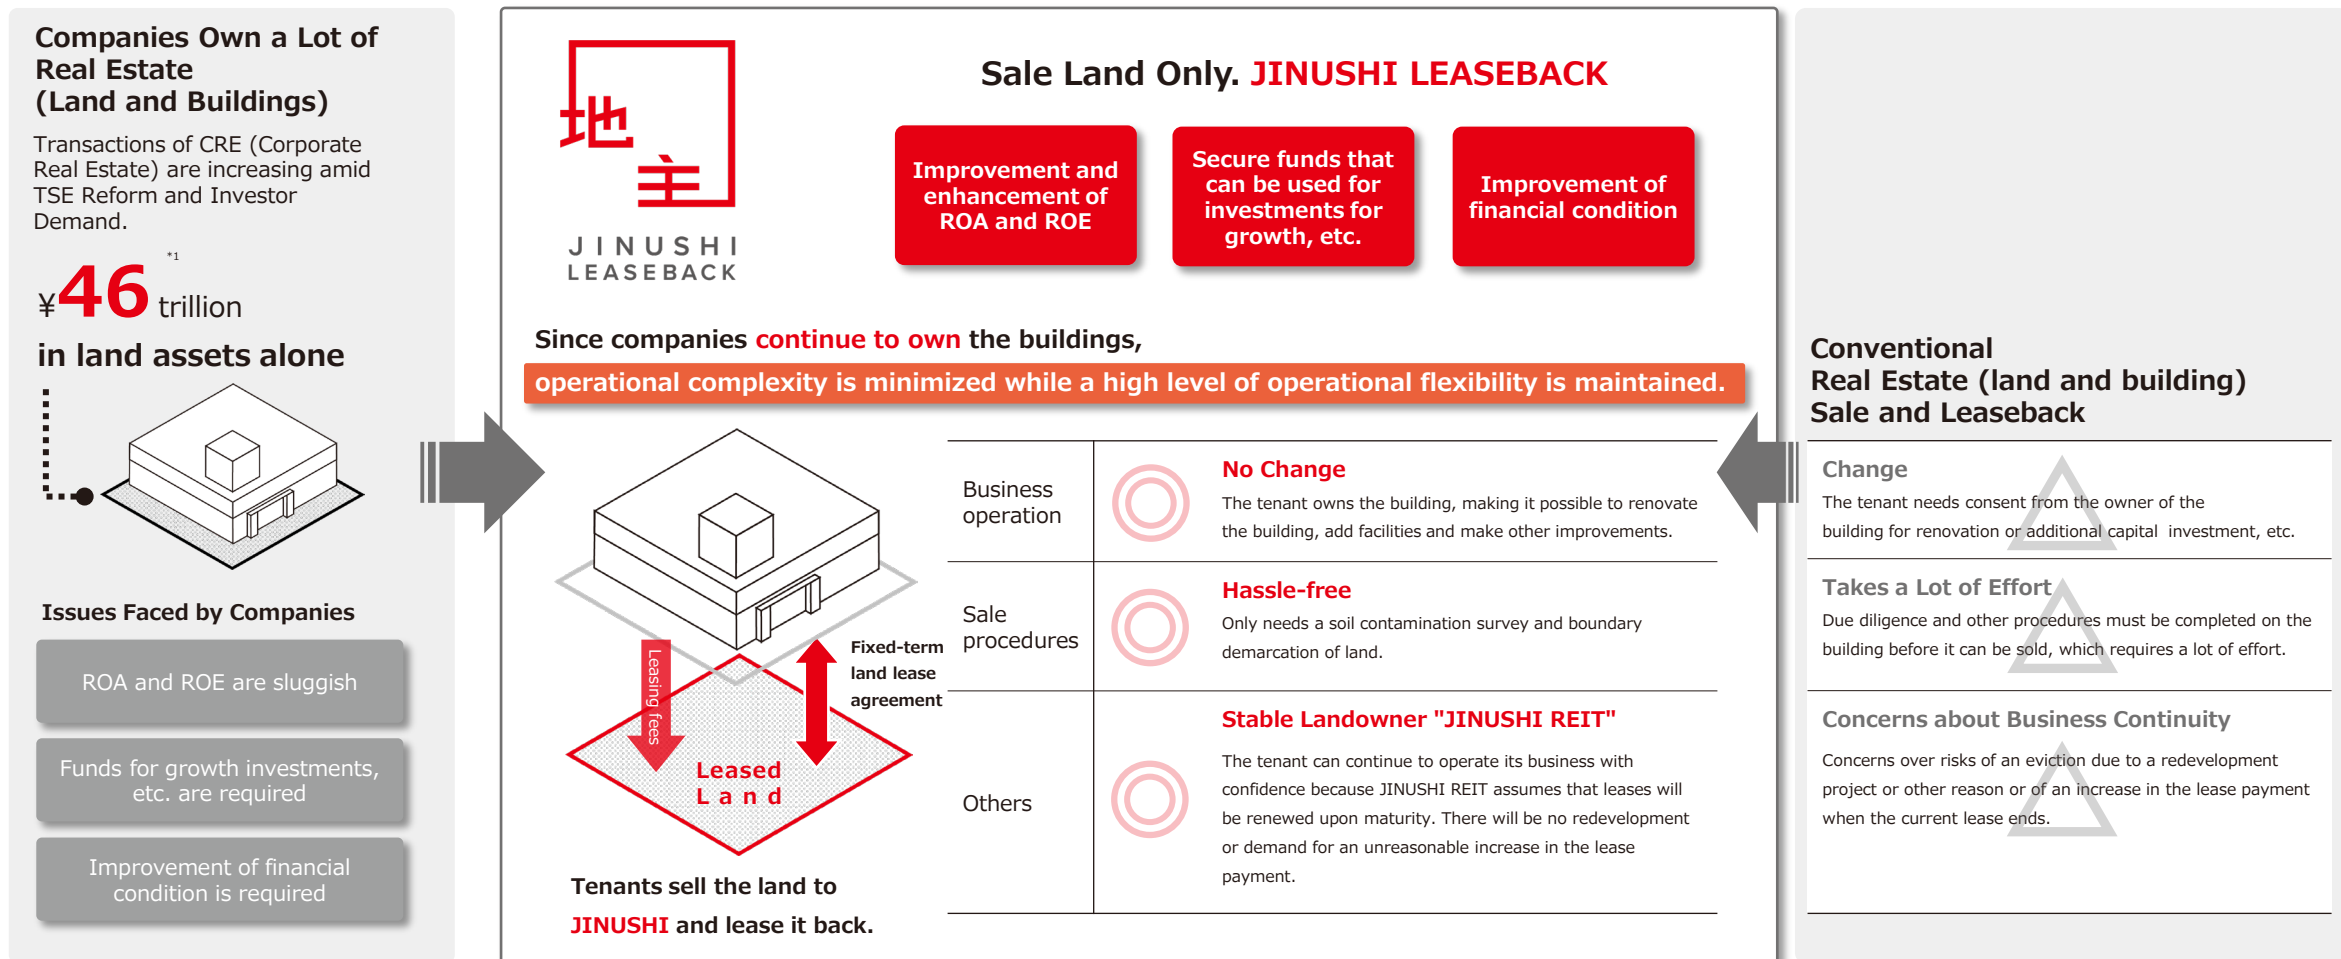 Companies Own a Lot of
Real Estate
(Land and Buildings)
Transactions of CRE (Corporate
Real Estate) are increasing amid
TSE Reform and Investor
Demand.
*1
¥46 trillion
in land assets alone
Issues Faced by Companies
ROA and ROE are sluggish
Funds for growth investments,
etc. are required
Improvement of financial
condition is required
地
主
JINUSHI
LEASEBACK
Sale Land Only. JINUSHI LEASEBACK
Improvement and
enhancement of
ROA and ROE
Secure funds that
can be used for
investments for
growth, etc.
Improvement of
financial condition
Since companies continue to own the buildings,
operational complexity is minimized while a high level of operational flexibility is maintained.
Leasing fees
Fixed-term
land lease
agreement
Leased
Land
Tenants sell the land to
JINUSHI and lease it back.
Business
operation
No Change
The tenant owns the building, making it possible to renovate
the building, add facilities and make other improvements.
Sale
procedures
Hassle-free
Only needs a soil contamination survey and boundary
demarcation of land.
Others
Stable Landowner "JINUSHI REIT"
The tenant can continue to operate its business with
confidence because JINUSHI REIT assumes that leases will
be renewed upon maturity. There will be no redevelopment
or demand for an unreasonable increase in the lease
payment.
Conventional
Real Estate (land and building)
Sale and Leaseback
Change
The tenant needs consent from the owner of the
building for renovation or additional capital investment, etc.
Takes a Lot of Effort
Due diligence and other procedures must be completed on the
building before it can be sold, which requires a lot of effort.
Concerns about Business Continuity
Concerns over risks of an eviction due to a redevelopment
project or other reason or of an increase in the lease payment
when the current lease ends.